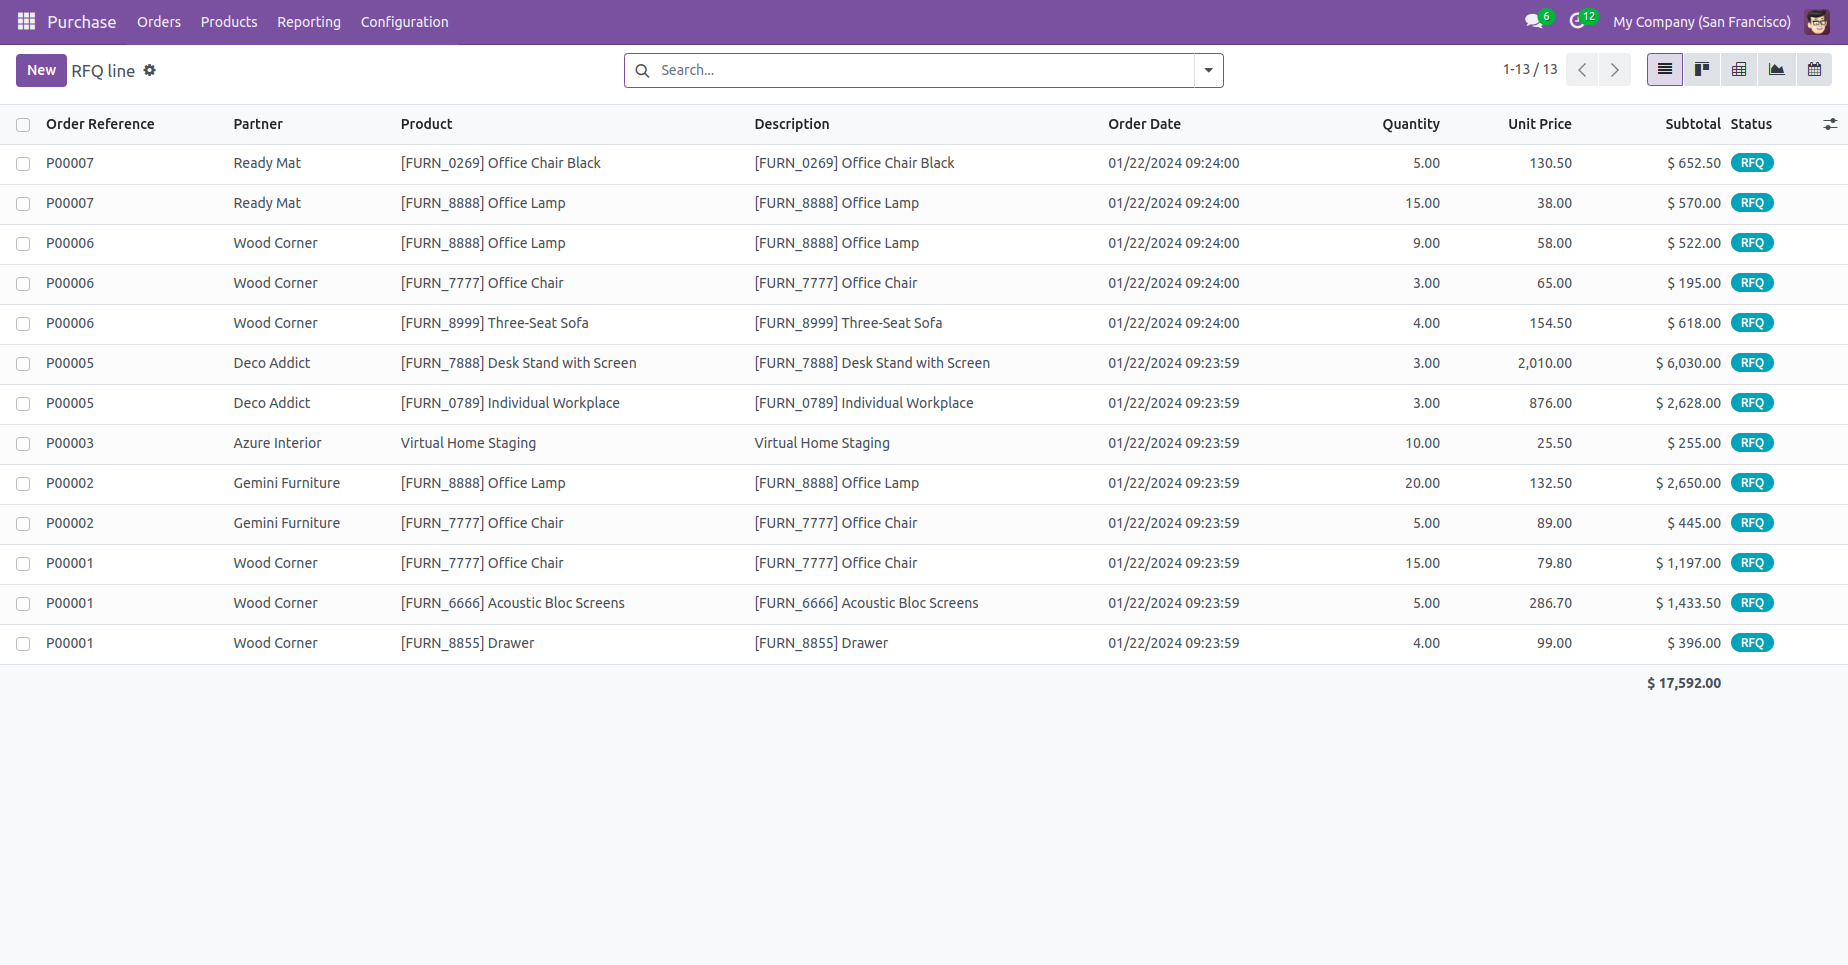 Purchase Orders Products Reporting Configuration 6 12 My Company (San Francisco)
New RFQ line Search... 1-13 / 13
Order Reference Partner Product Description Order Date Quantity Unit Price Subtotal Status
P00007 Ready Mat [FURN_0269] Office Chair Black [FURN_0269] Office Chair Black 01/22/2024 09:24:00 5.00 130.50 $ 652.50 RFQ
P00007 Ready Mat [FURN_8888] Office Lamp [FURN_8888] Office Lamp 01/22/2024 09:24:00 15.00 38.00 $ 570.00 RFQ
P00006 Wood Corner [FURN_8888] Office Lamp [FURN_8888] Office Lamp 01/22/2024 09:24:00 9.00 58.00 $ 522.00 RFQ
P00006 Wood Corner [FURN_7777] Office Chair [FURN_7777] Office Chair 01/22/2024 09:24:00 3.00 65.00 $ 195.00 RFQ
P00006 Wood Corner [FURN_8999] Three-Seat Sofa [FURN_8999] Three-Seat Sofa 01/22/2024 09:24:00 4.00 154.50 $ 618.00 RFQ
P00005 Deco Addict [FURN_7888] Desk Stand with Screen [FURN_7888] Desk Stand with Screen 01/22/2024 09:23:59 3.00 2,010.00 $ 6,030.00 RFQ
P00005 Deco Addict [FURN_0789] Individual Workplace [FURN_0789] Individual Workplace 01/22/2024 09:23:59 3.00 876.00 $ 2,628.00 RFQ
P00003 Azure Interior Virtual Home Staging Virtual Home Staging 01/22/2024 09:23:59 10.00 25.50 $ 255.00 RFQ
P00002 Gemini Furniture [FURN_8888] Office Lamp [FURN_8888] Office Lamp 01/22/2024 09:23:59 20.00 132.50 $ 2,650.00 RFQ
P00002 Gemini Furniture [FURN_7777] Office Chair [FURN_7777] Office Chair 01/22/2024 09:23:59 5.00 89.00 $ 445.00 RFQ
P00001 Wood Corner [FURN_7777] Office Chair [FURN_7777] Office Chair 01/22/2024 09:23:59 15.00 79.80 $ 1,197.00 RFQ
P00001 Wood Corner [FURN_6666] Acoustic Bloc Screens [FURN_6666] Acoustic Bloc Screens 01/22/2024 09:23:59 5.00 286.70 $ 1,433.50 RFQ
P00001 Wood Corner [FURN_8855] Drawer [FURN_8855] Drawer 01/22/2024 09:23:59 4.00 99.00 $ 396.00 RFQ
$ 17,592.00